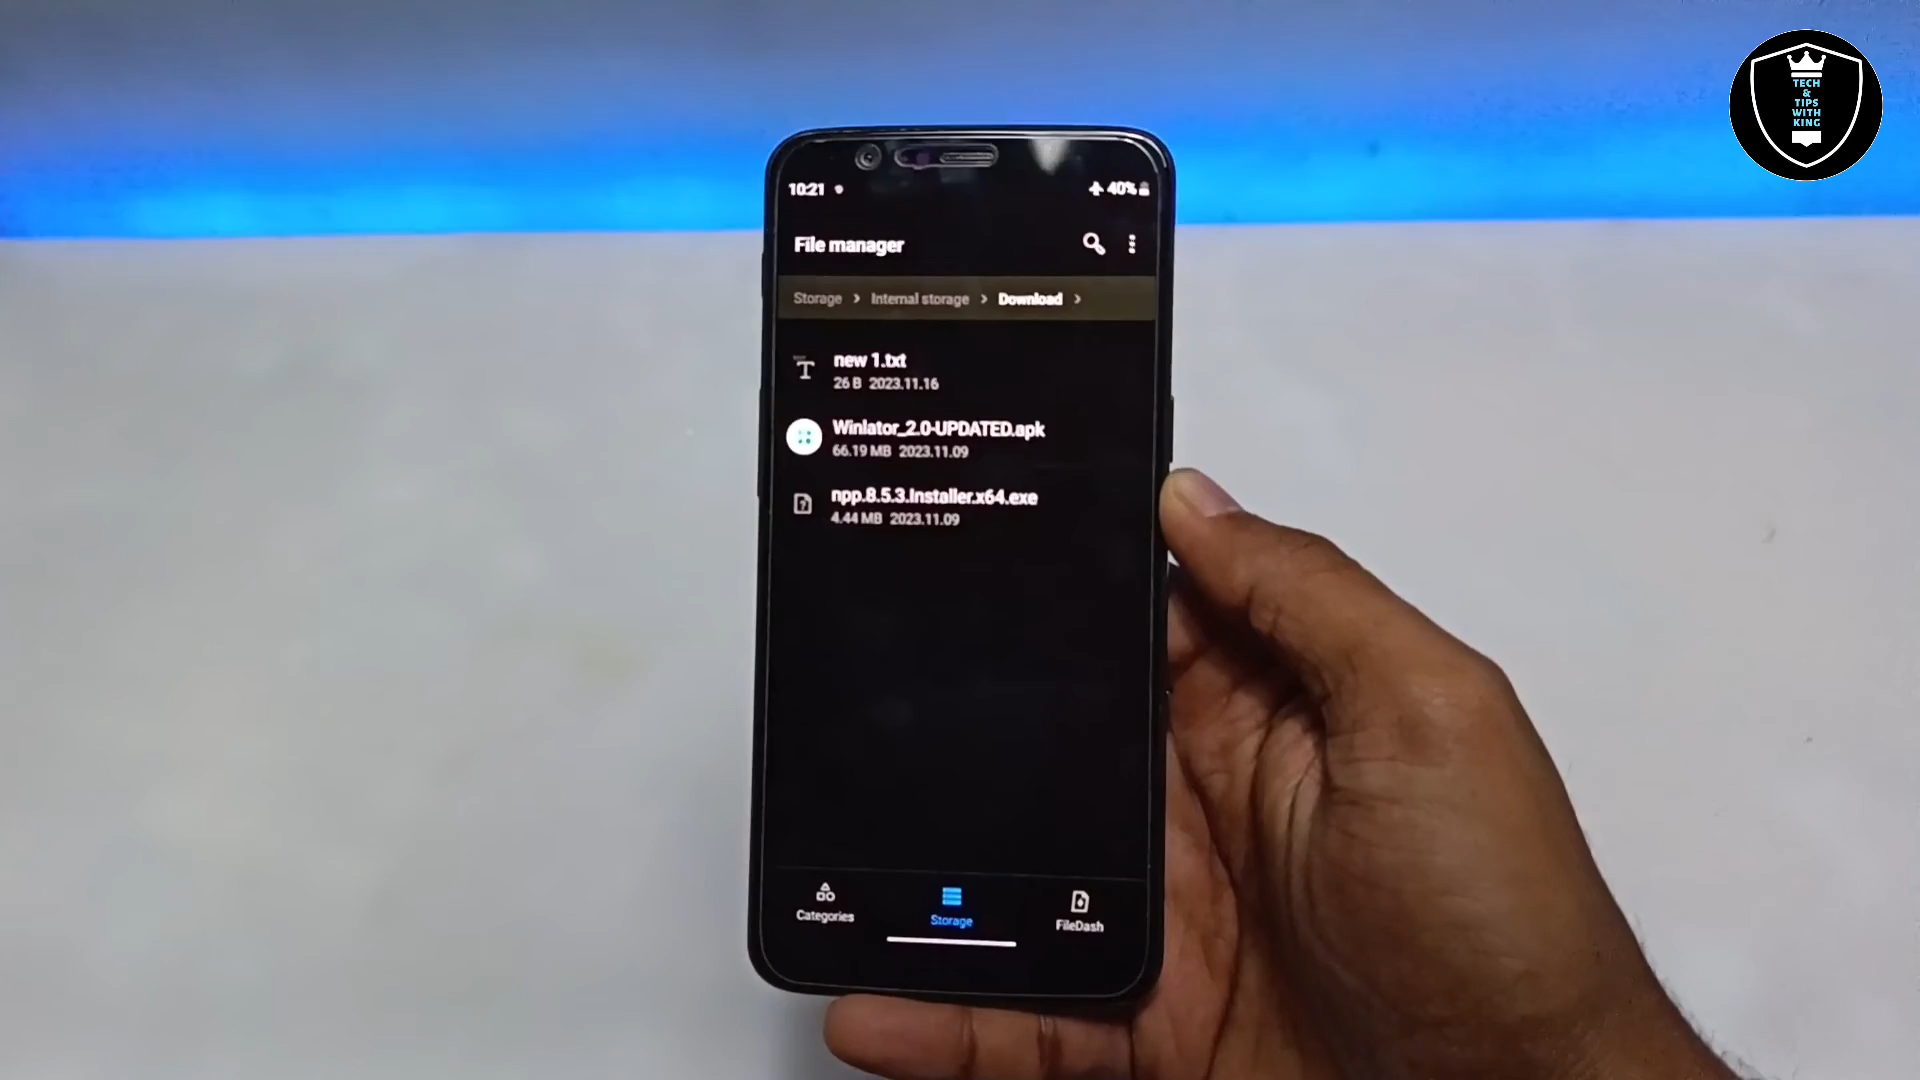 TECH
&
TIPS
WITH
KING
10:21 40%
File manager
Storage > Internal storage > Download >
new 1.txt
26 B 2023.11.16
Winlator_2.0-UPDATED.apk
66.19 MB 2023.11.09
npp.8.5.3.Installer.x64.exe
4.44 MB 2023.11.09
Categories Storage FileDash